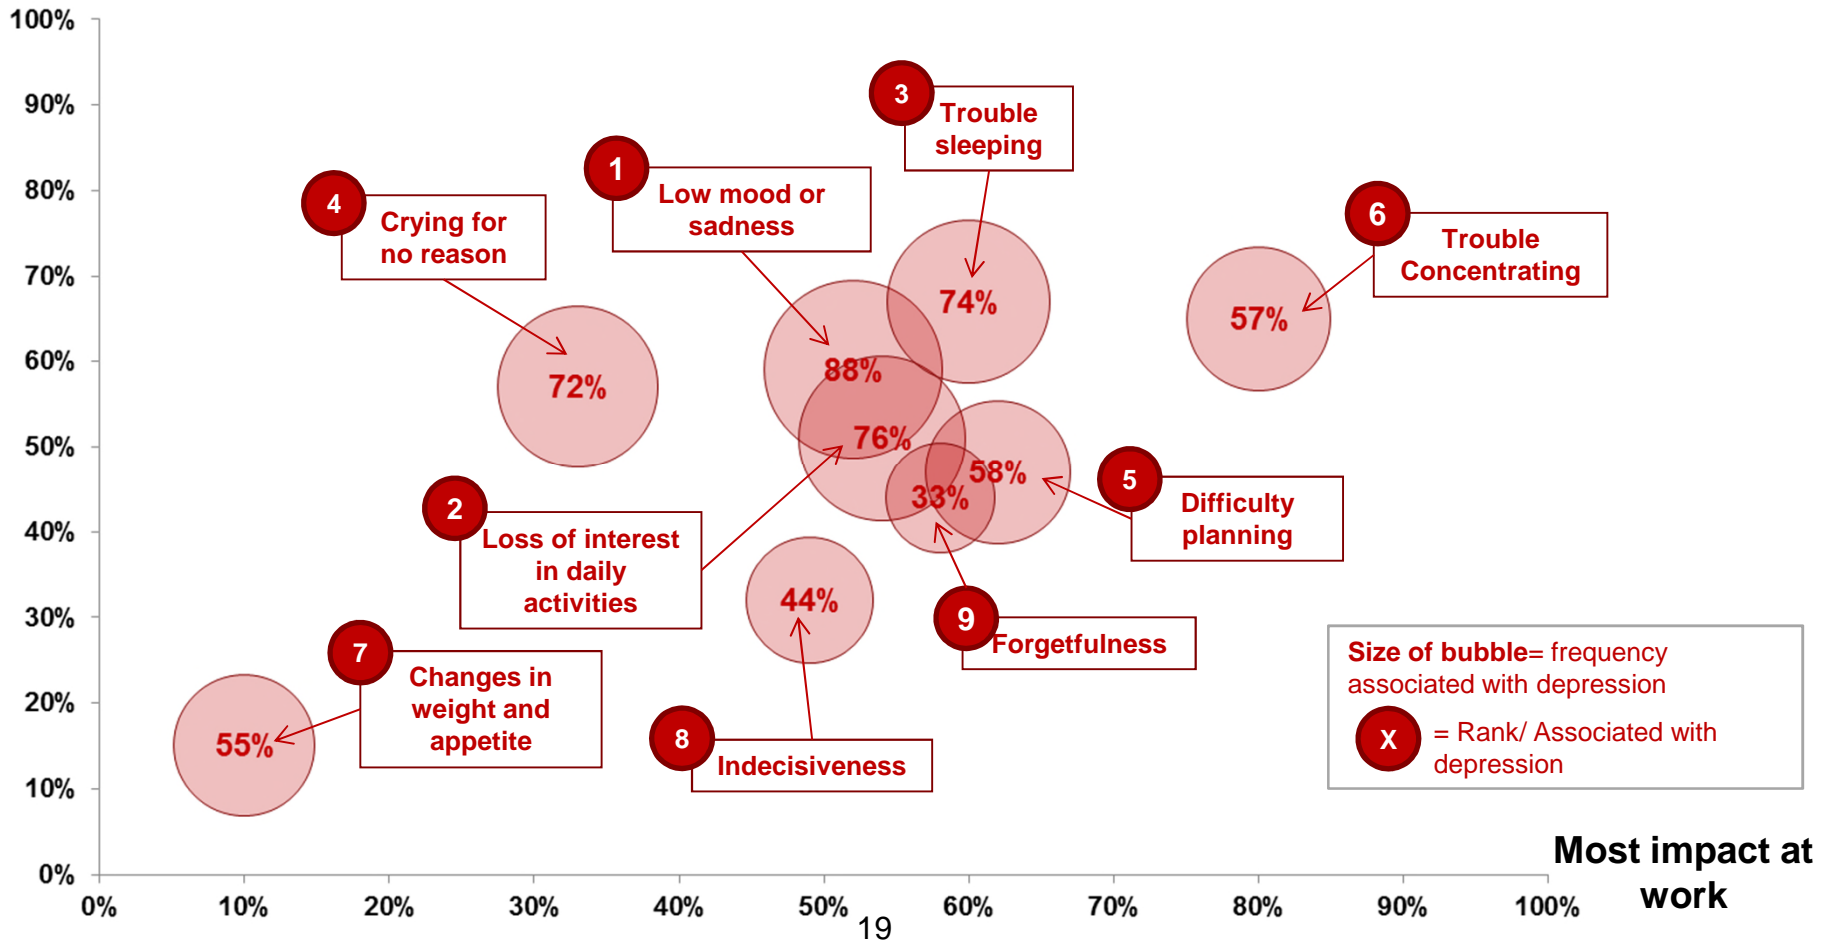 100%
90%
80%
70%
60%
50%
40%
30%
20%
10%
0%
0%
10%
20%
30%
40%
50%
60%
70%
80%
90%
100%
Most impact at
work
3
Trouble
sleeping
74%
1
Low mood or
sadness
88%
4
Crying for
no reason
72%
6
Trouble
Concentrating
57%
2
Loss of interest
in daily
activities
76%
5
Difficulty
planning
58%
9
Forgetfulness
33%
8
Indecisiveness
44%
7
Changes in
weight and
appetite
55%
Size of bubble= frequency
associated with depression
X
= Rank/ Associated with
depression
19